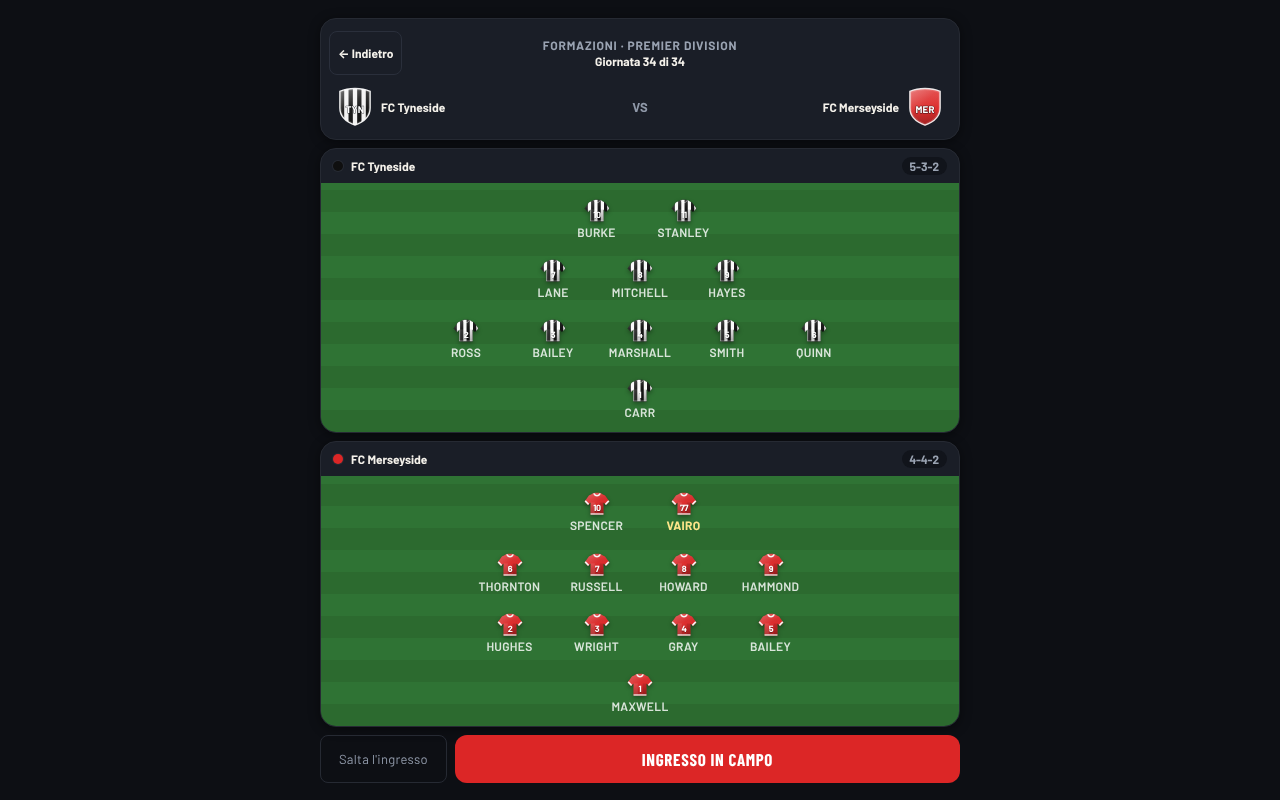 ← Indietro
FORMAZIONI · PREMIER DIVISION
Giornata 34 di 34
TYN FC Tyneside
VS
FC Merseyside MER
FC Tyneside 5-3-2
BURKE STANLEY
7
LANE MITCHELL HAYES
2
ROSS BAILEY MARSHALL SMITH QUINN
CARR
FC Merseyside 4-4-2
10 77
SPENCER VAIRO
6 7 8 9
THORNTON RUSSELL HOWARD HAMMOND
2 3 4 5
HUGHES WRIGHT GRAY BAILEY
1
MAXWELL
Salta l'ingresso INGRESSO IN CAMPO